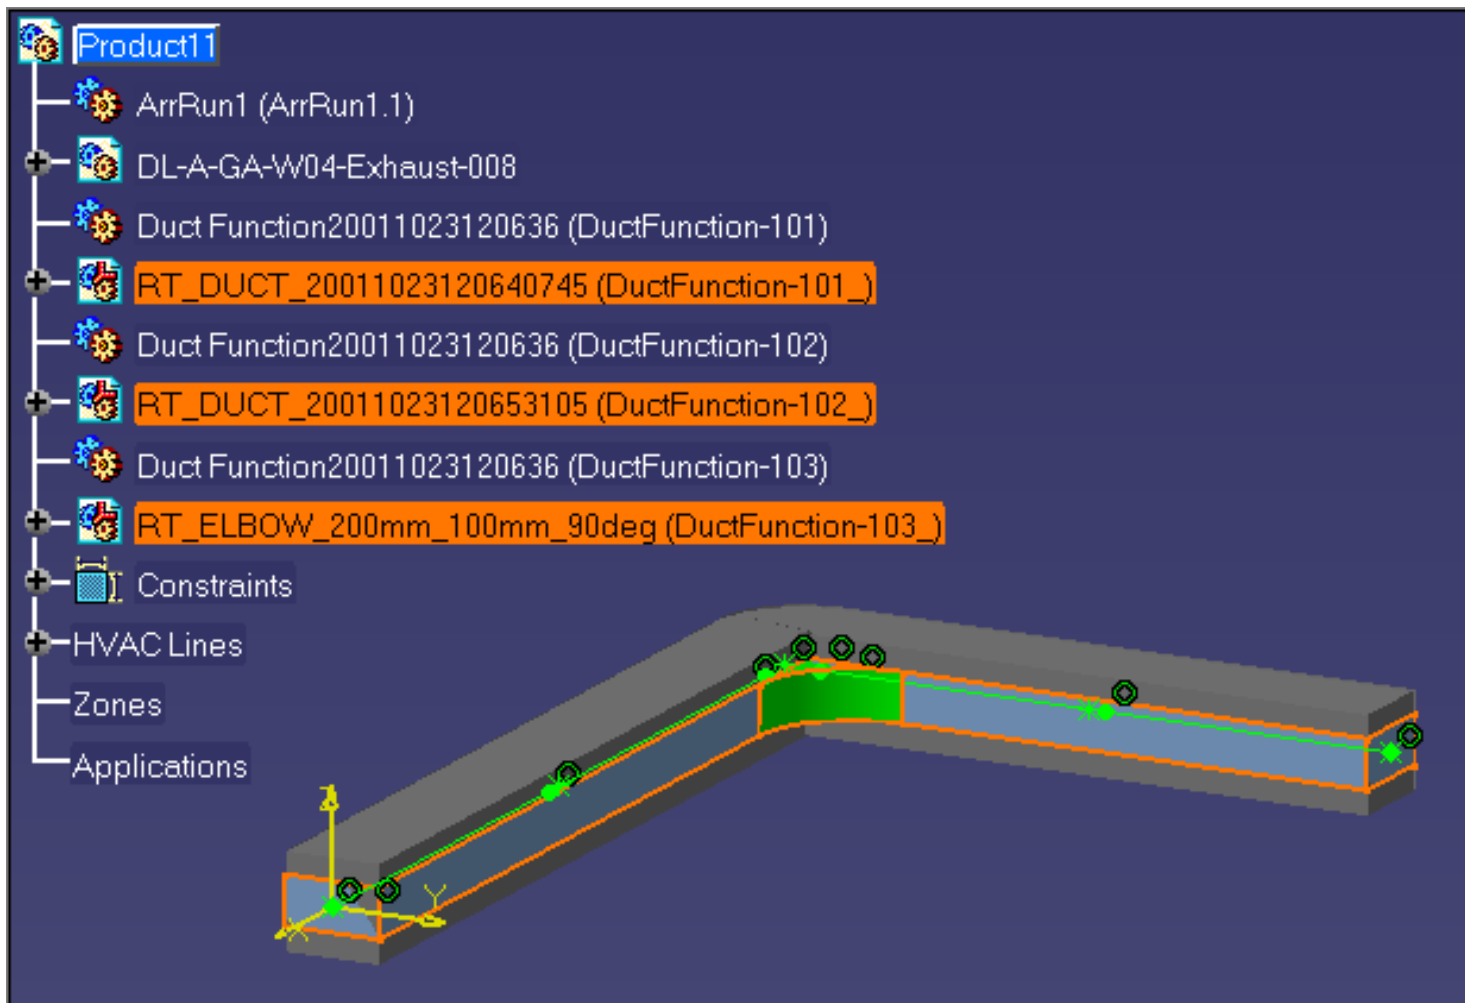 Product11
ArrRun1 (ArrRun1.1)
DL-A-GA-W04-Exhaust-008
Duct Function20011023120636 (DuctFunction-101)
RT_DUCT_20011023120640745 (DuctFunction-101_)
Duct Function20011023120636 (DuctFunction-102)
RT_DUCT_20011023120653105 (DuctFunction-102_)
Duct Function20011023120636 (DuctFunction-103)
RT_ELBOW_200mm_100mm_90deg (DuctFunction-103_)
Constraints
HVAC Lines
Zones
Applications
Y
X